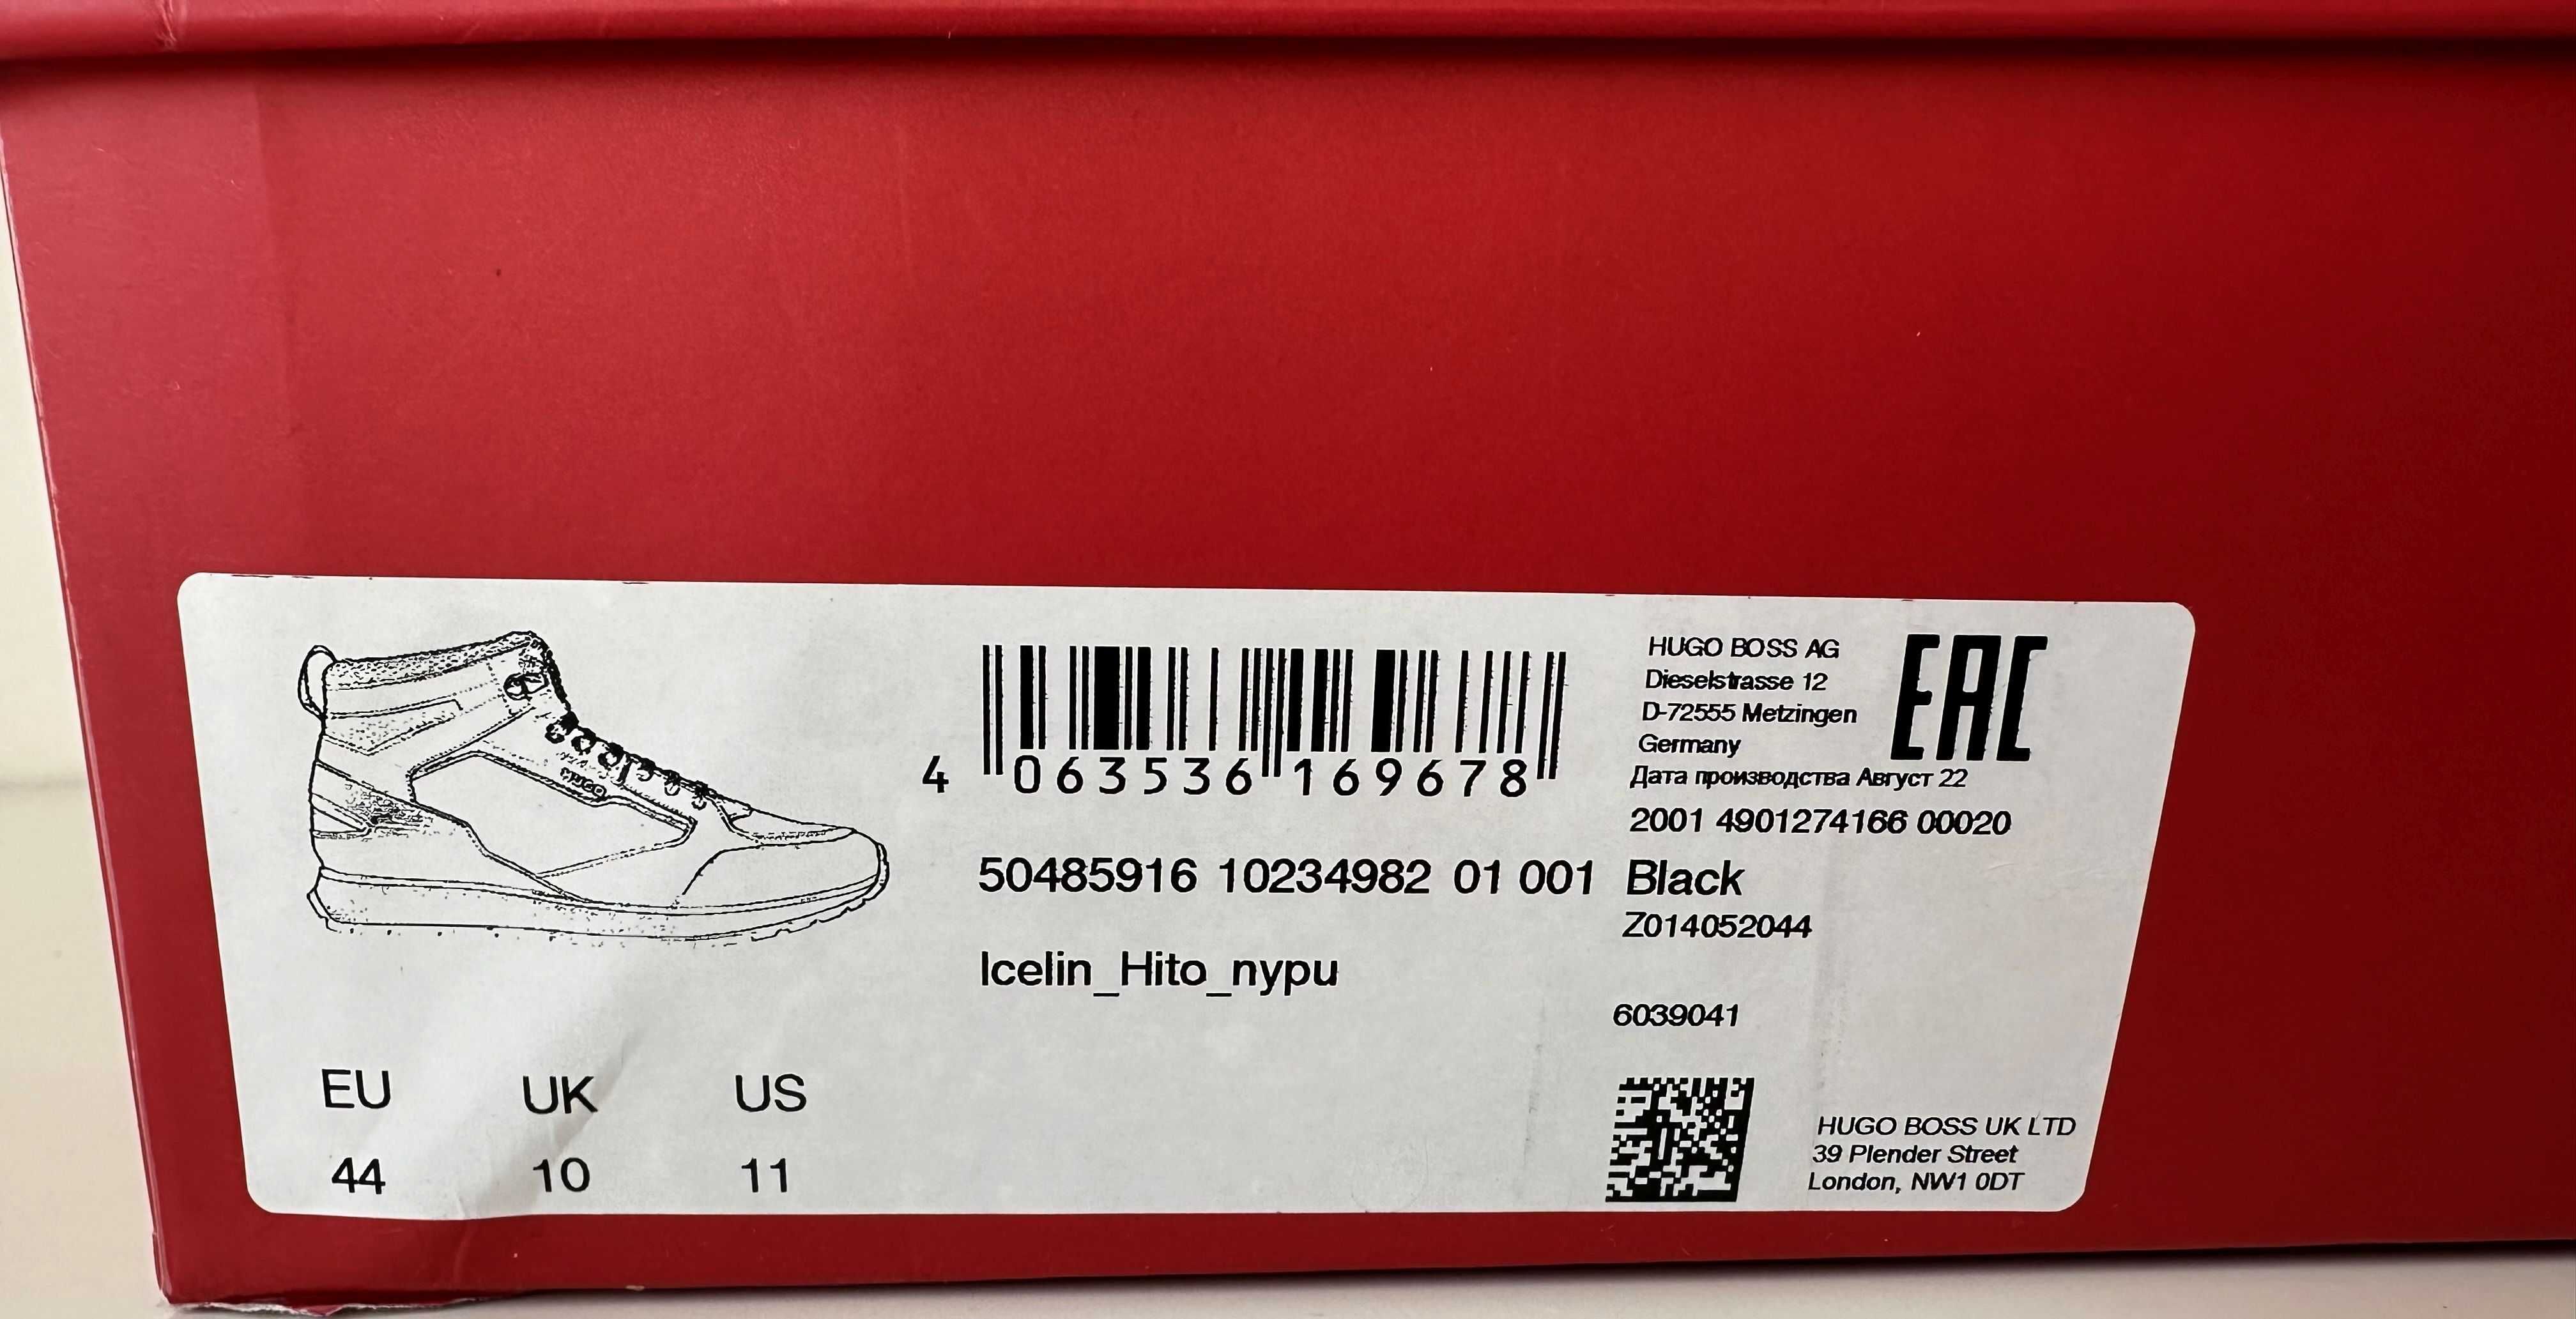 HUGO
4 063536 169678
HUGO BOSS AG
Dieselstrasse 12
D-72555 Metzingen
Germany
EAC
Дата производства Август 22
2001 4901274166 00020
50485916 10234982 01 001 Black
Z014052044
Icelin_Hito_nypu
6039041
EU UK US
44 10 11
HUGO BOSS UK LTD
39 Plender Street
London, NW1 0DT